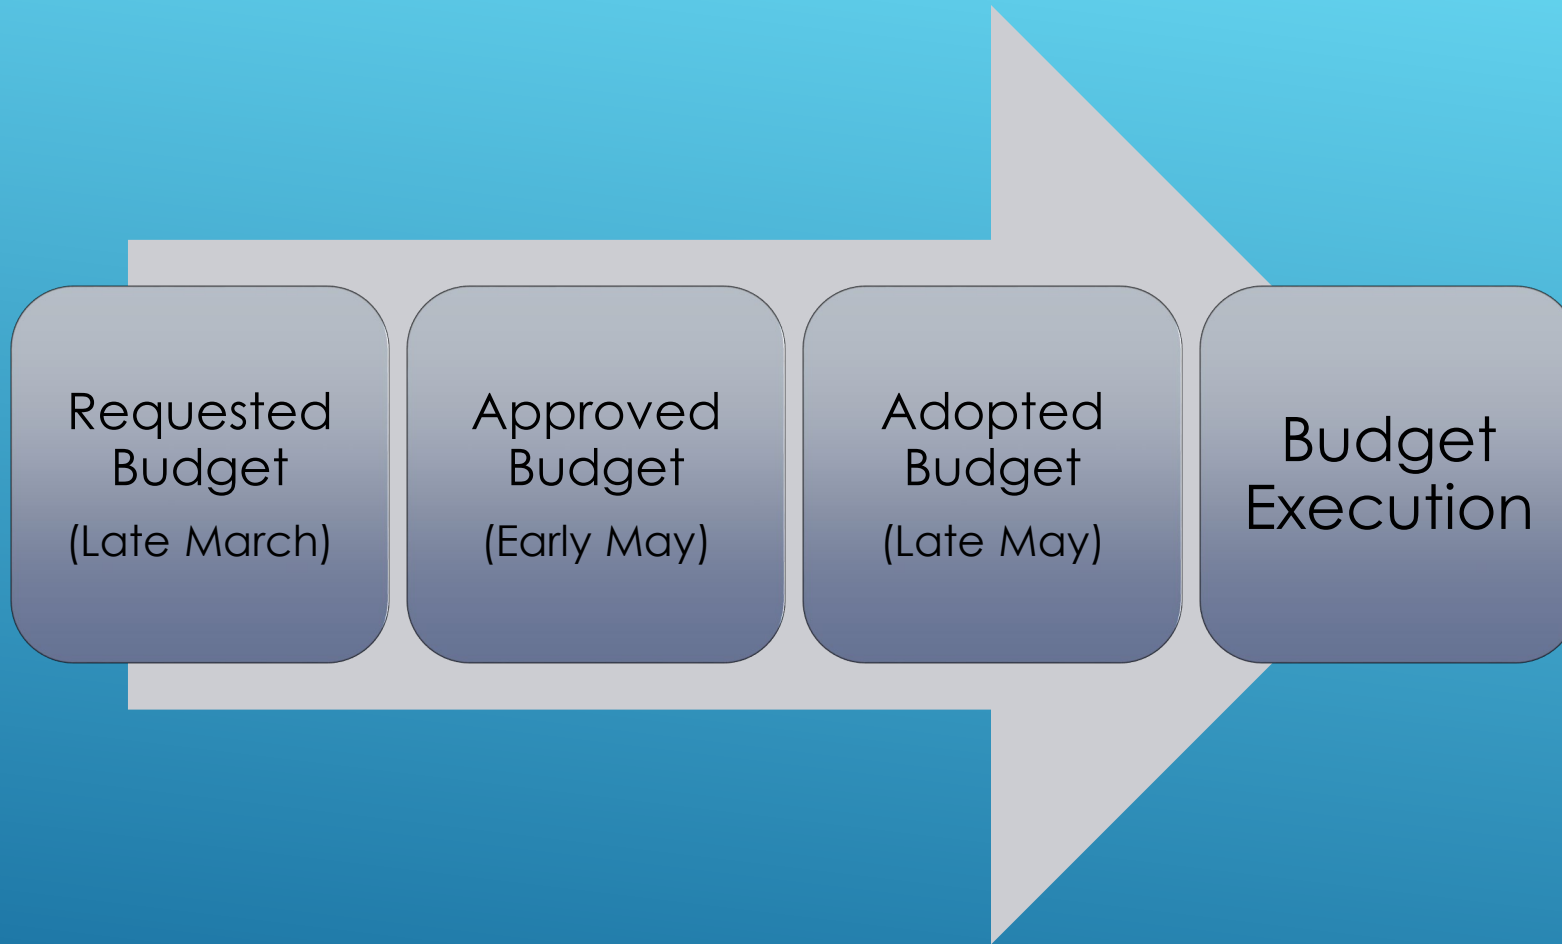 Requested
Budget
(Late March)
Approved
Budget
(Early May)
Adopted
Budget
(Late May)
Budget
Execution